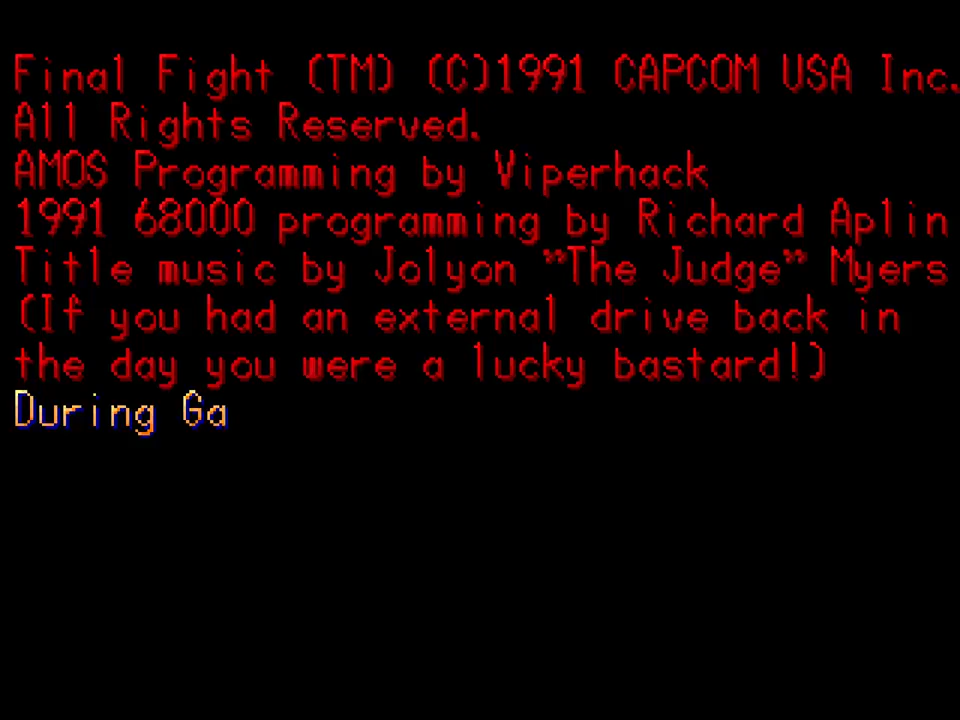 Final Fight (TM) (C)1991 CAPCOM USA Inc.
All Rights Reserved.
AMOS Programming by Viperhack
1991 68000 programming by Richard Aplin
Title music by Jolyon "The Judge" Myers
(If you had an external drive back in
the day you were a lucky bastard!)
During Ga